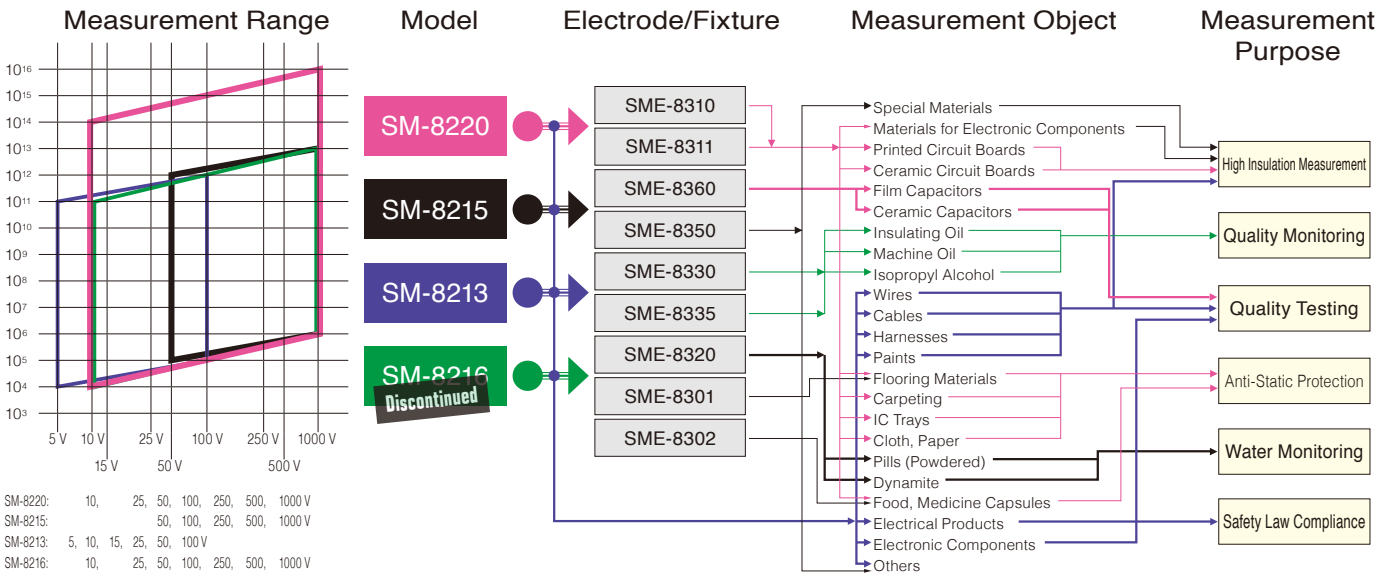 Measurement Range
Model
Electrode/Fixture
Measurement Object
Measurement
Purpose
10¹⁶
10¹⁵
10¹⁴
10¹³
10¹²
10¹¹
10¹⁰
10⁹
10⁸
10⁷
10⁶
10⁵
10⁴
10³
5 V 10 V 25 V 100 V 250 V 1000 V
15 V 50 V 500 V
SM-8220: 10, 25, 50, 100, 250, 500, 1000 V
SM-8215: 50, 100, 250, 500, 1000 V
SM-8213: 5, 10, 15, 25, 50, 100 V
SM-8216: 10, 25, 50, 100, 250, 500, 1000 V
SM-8220
SM-8215
SM-8213
SM-8216
Discontinued
SME-8310
SME-8311
SME-8360
SME-8350
SME-8330
SME-8335
SME-8320
SME-8301
SME-8302
Special Materials
Materials for Electronic Components
Printed Circuit Boards
Ceramic Circuit Boards
Film Capacitors
Ceramic Capacitors
Insulating Oil
Machine Oil
Isopropyl Alcohol
Wires
Cables
Harnesses
Paints
Flooring Materials
Carpeting
IC Trays
Cloth, Paper
Pills (Powdered)
Dynamite
Food, Medicine Capsules
Electrical Products
Electronic Components
Others
High Insulation Measurement
Quality Monitoring
Quality Testing
Anti-Static Protection
Water Monitoring
Safety Law Compliance